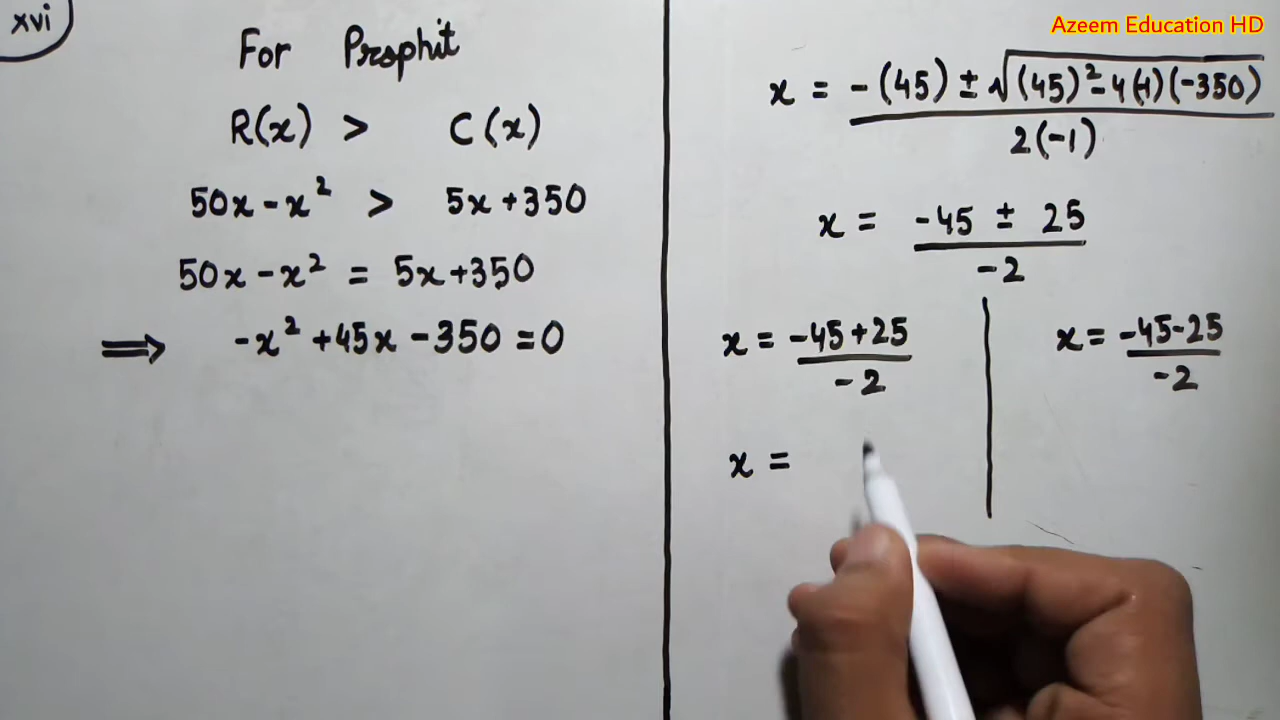 xvi
For Prophit
R(x) > C(x)
50x - x² > 5x + 350
50x - x² = 5x + 350
⟹ -x² + 45x - 350 = 0
Azeem Education HD
x = -(45) ± √(45)² - 4(-1)(-350)
2(-1)
x = -45 ± 25
-2
x = -45 + 25
-2
x =
x = -45 - 25
-2